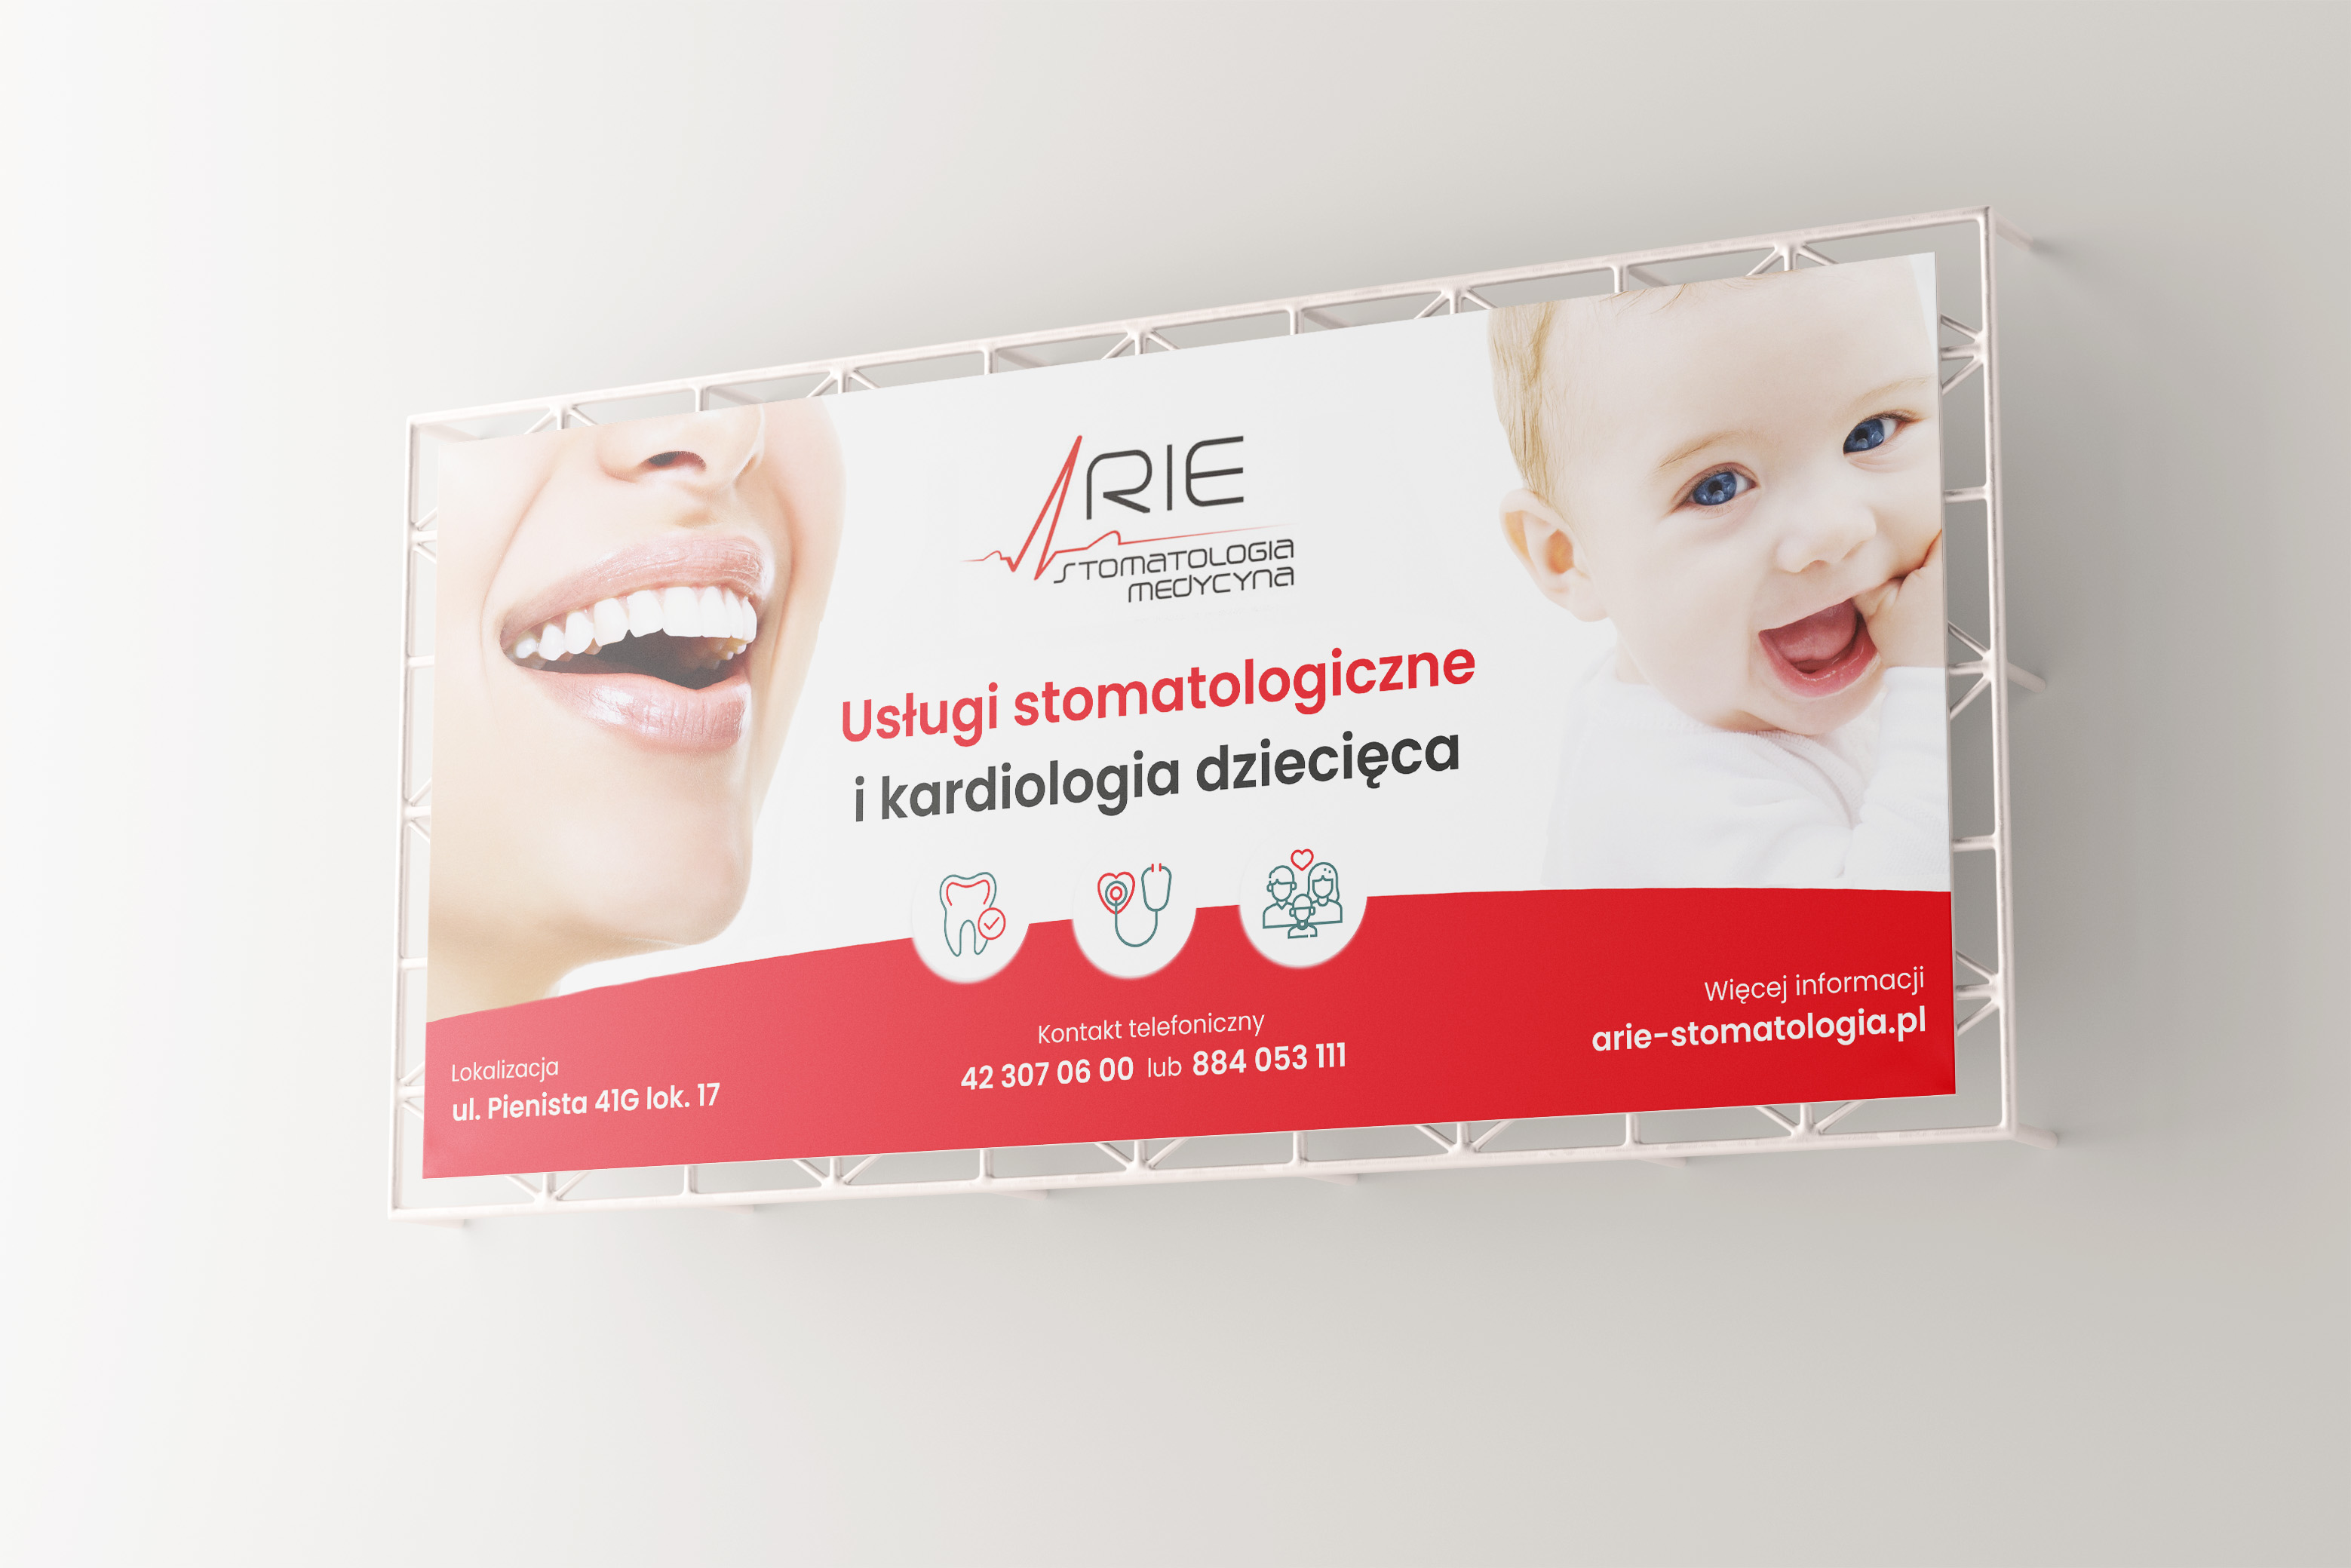 ARIE
STOMATOLOGIA
MEDYCYNA
Usługi stomatologiczne
i kardiologia dziecięca
Lokalizacja
ul. Pienista 41G lok. 17
Kontakt telefoniczny
42 307 06 00 lub 884 053 111
Więcej informacji
arie-stomatologia.pl